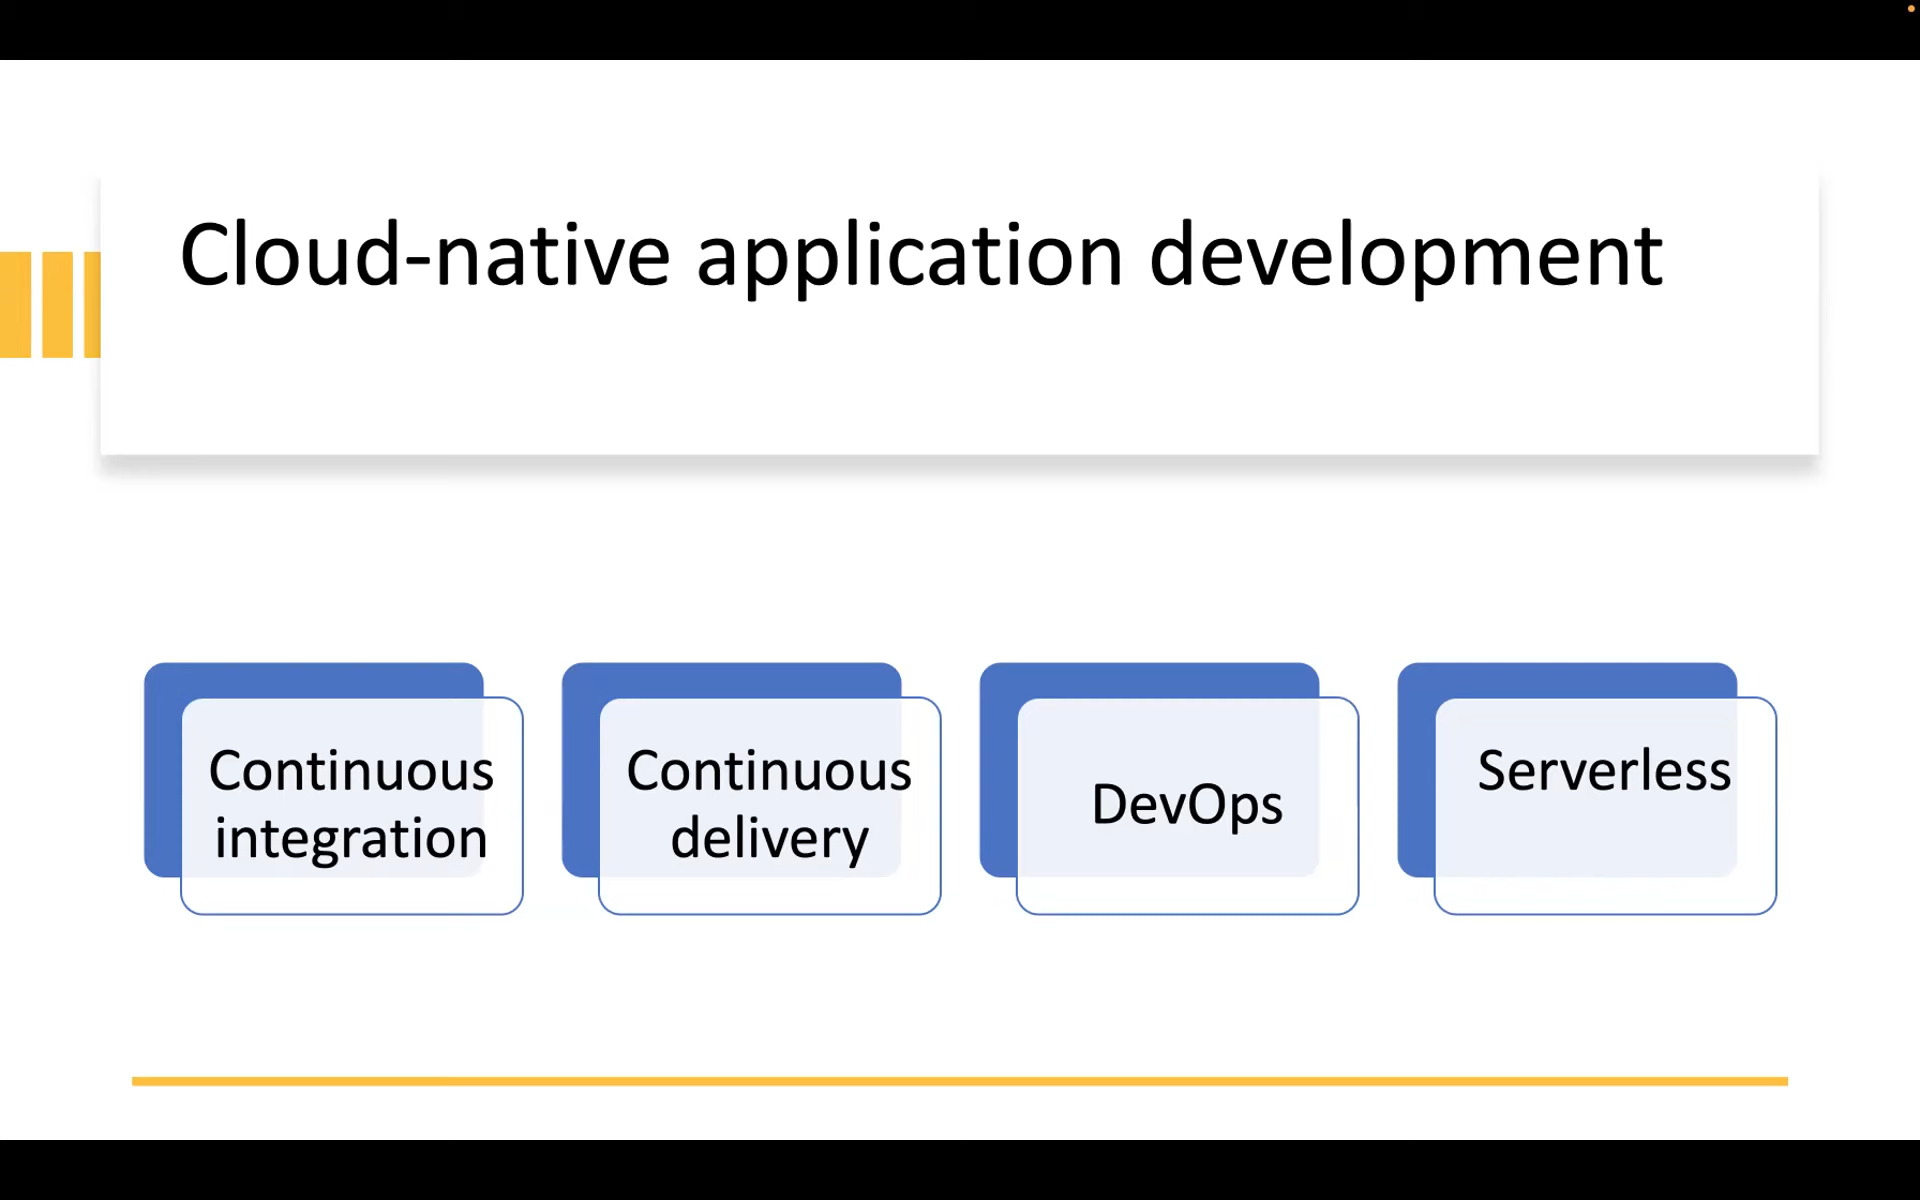 Cloud-native application development
Continuous
integration
Continuous
delivery
DevOps
Serverless